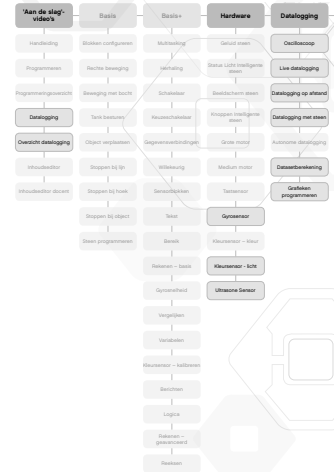 'Aan de slag'-
video's
Handleiding
Programmeren
Programmeringsoverzicht
Datalogging
Overzicht datalogging
Inhoudeditor
Inhoudeditor docent
Basis
Blokken configureren
Rechte beweging
Beweging met bocht
Tank besturen
Object verplaatsen
Stoppen bij lijn
Stoppen bij hoek
Stoppen bij object
Steen programmeren
Basis+
Multitasking
Herhaling
Schakelaar
Keuzeschakelaar
Gegevensverbindingen
Willekeurig
Sensorblokken
Tekst
Bereik
Rekenen – basis
Gyrosnelheid
Vergelijken
Variabelen
Kleursensor – kalibreren
Berichten
Logica
Rekenen –
geavanceerd
Reeksen
Hardware
Geluid steen
Status Licht intelligente
steen
Beeldscherm steen
Knoppen intelligente
steen
Grote motor
Medium motor
Tastsensor
Gyrosensor
Kleursensor – kleur
Kleursensor - licht
Ultrasone Sensor
Datalogging
Oscilloscoop
Live datalogging
Datalogging op afstand
Datalogging met steen
Autonome datalogging
Datasetberekening
Grafieken
programmeren